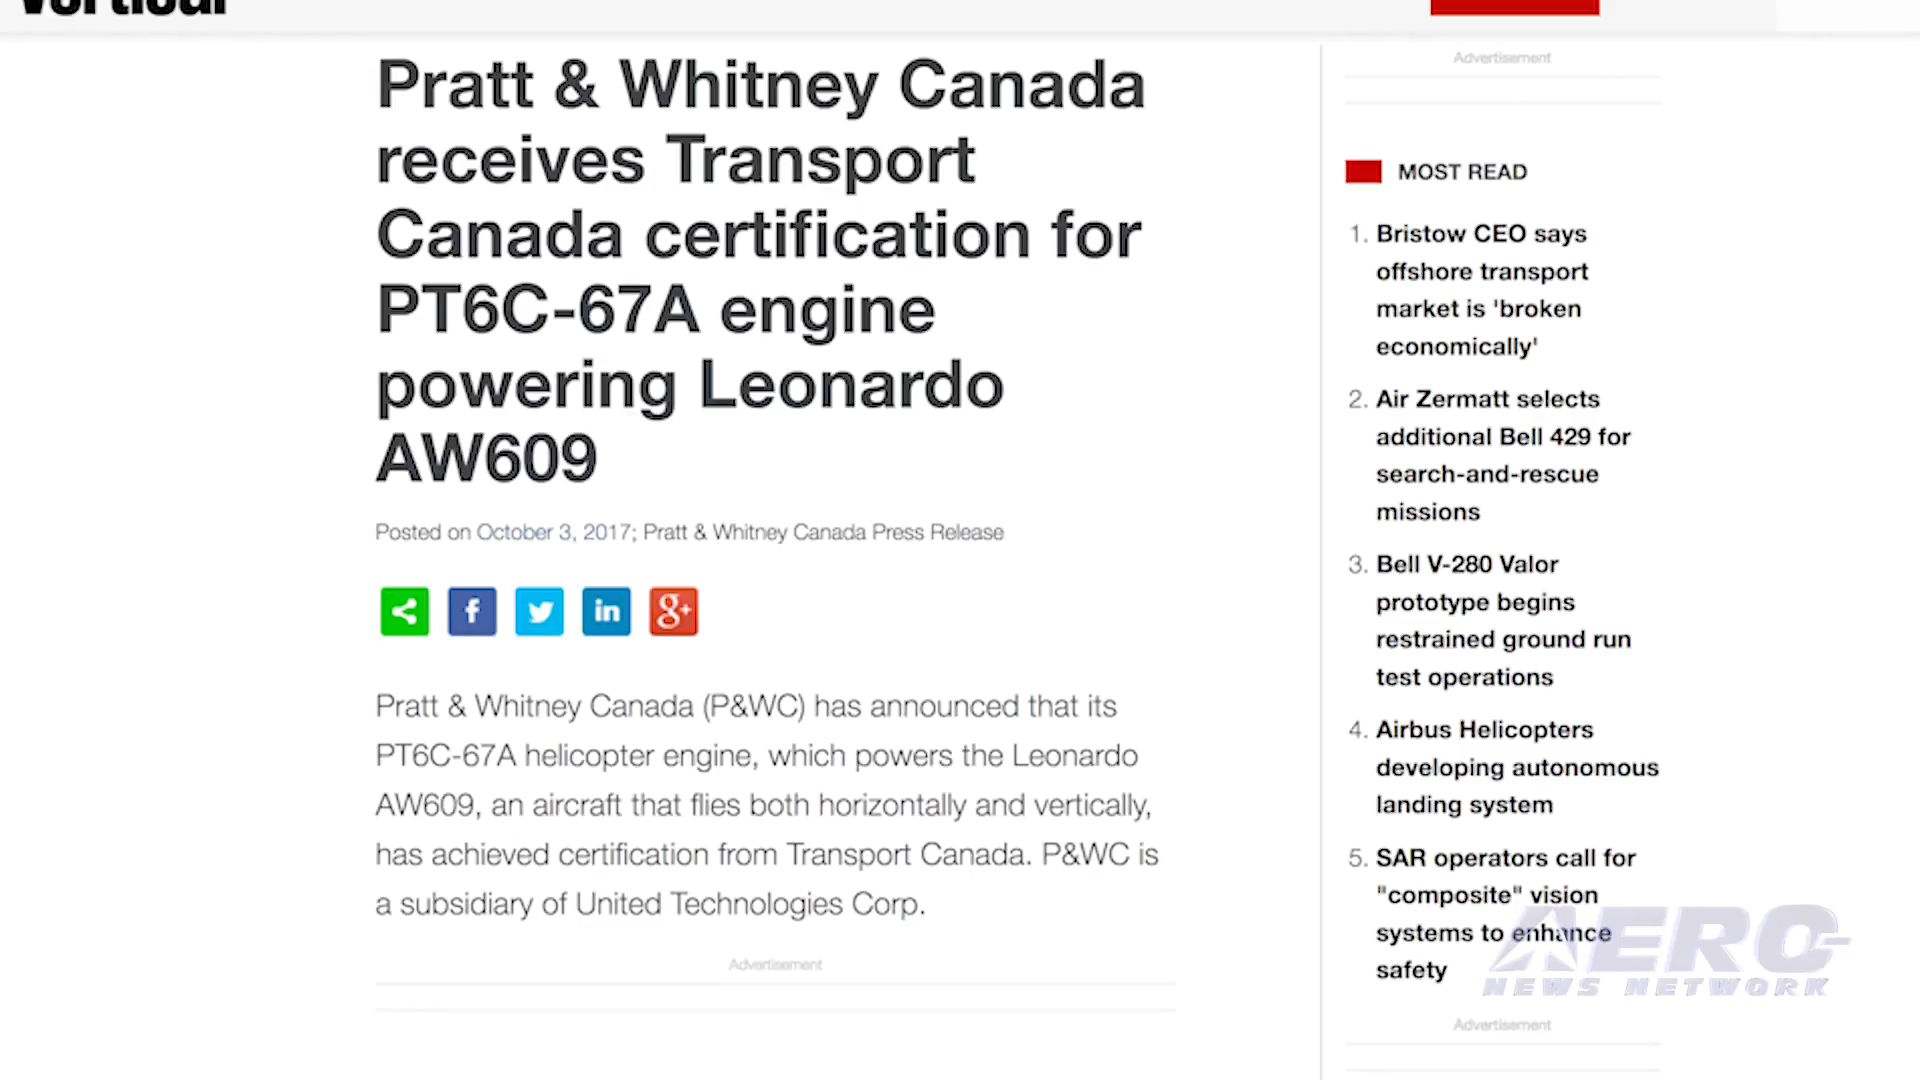 Vertical
Pratt & Whitney Canada
receives Transport
Canada certification for
PT6C-67A engine
powering Leonardo
AW609
Posted on October 3, 2017; Pratt & Whitney Canada Press Release
f
in
g+
Pratt & Whitney Canada (P&WC) has announced that its
PT6C-67A helicopter engine, which powers the Leonardo
AW609, an aircraft that flies both horizontally and vertically,
has achieved certification from Transport Canada. P&WC is
a subsidiary of United Technologies Corp.
Advertisement
Advertisement
MOST READ
1. Bristow CEO says
offshore transport
market is 'broken
economically'
2. Air Zermatt selects
additional Bell 429 for
search-and-rescue
missions
3. Bell V-280 Valor
prototype begins
restrained ground run
test operations
4. Airbus Helicopters
developing autonomous
landing system
5. SAR operators call for
"composite" vision
systems to enhance
safety
Advertisement
AERO-
NEWS NETWORK